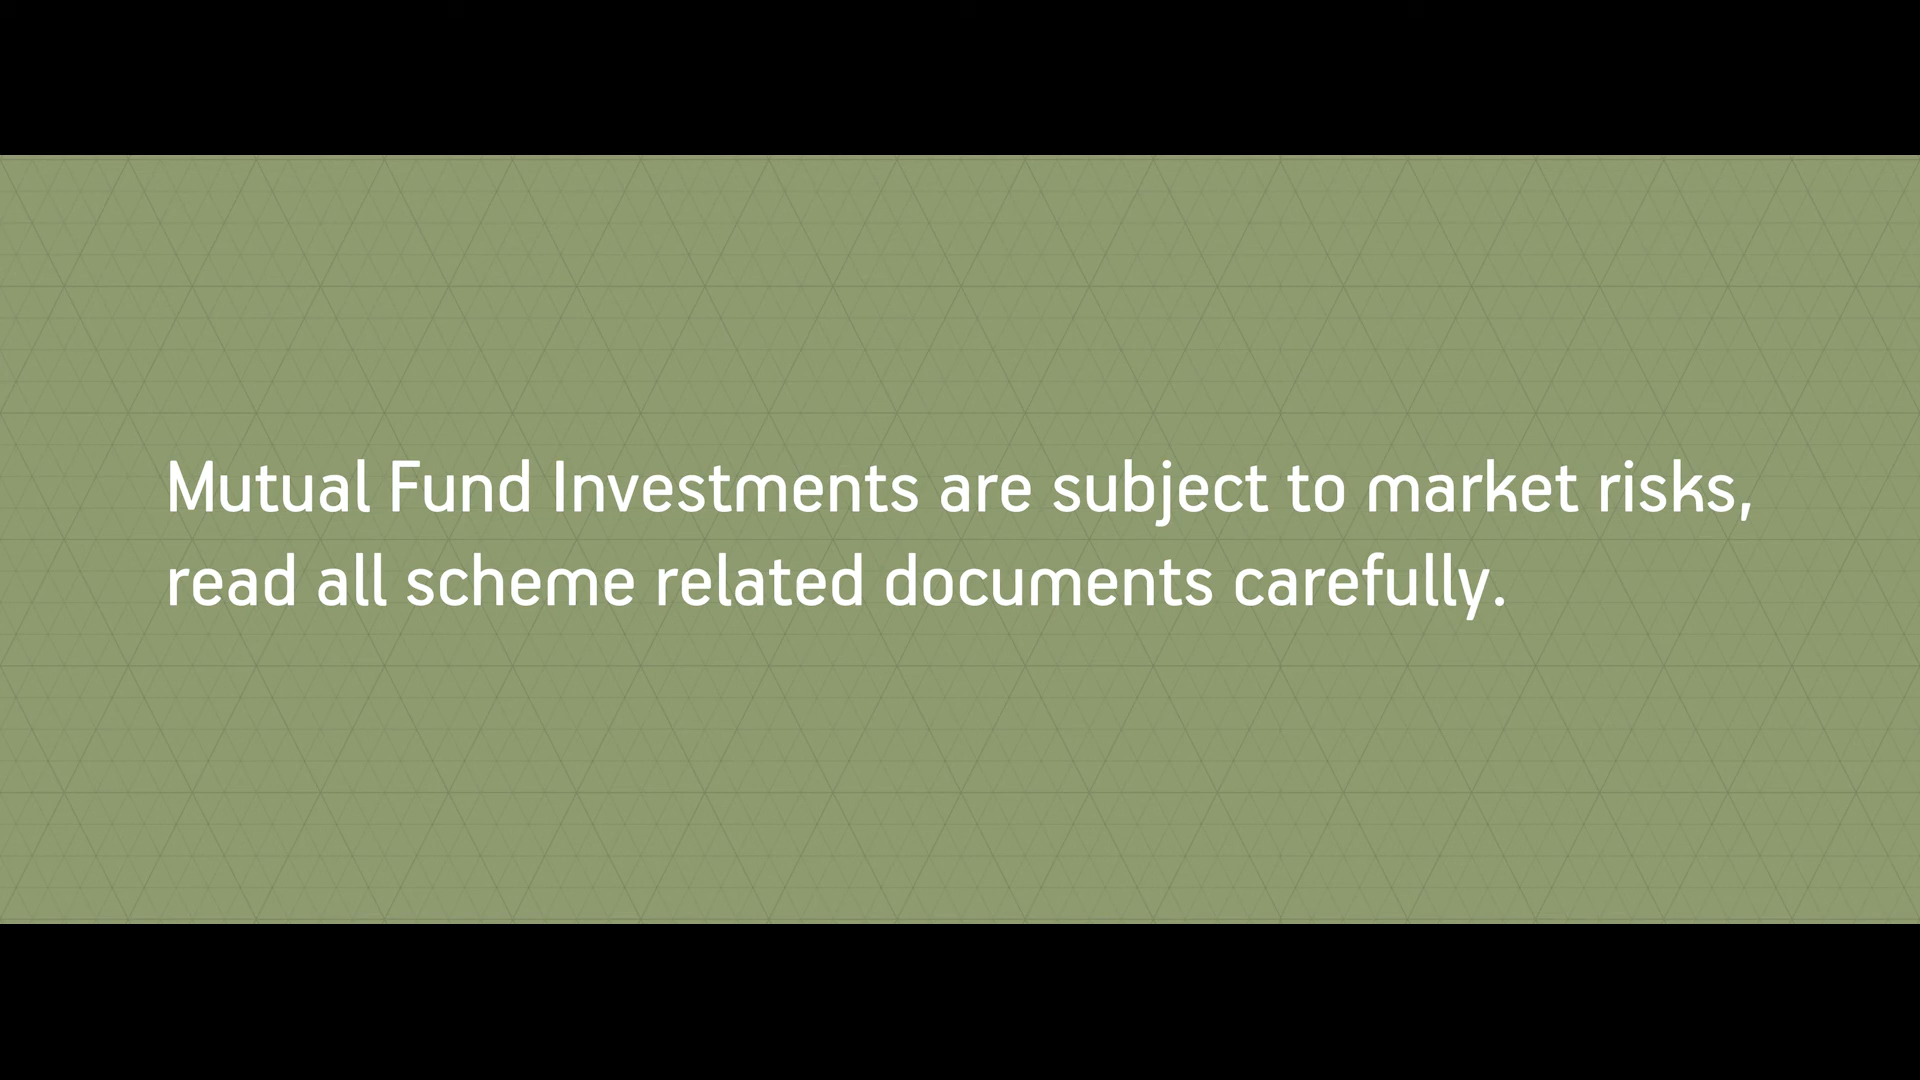 Mutual Fund Investments are subject to market risks,
read all scheme related documents carefully.